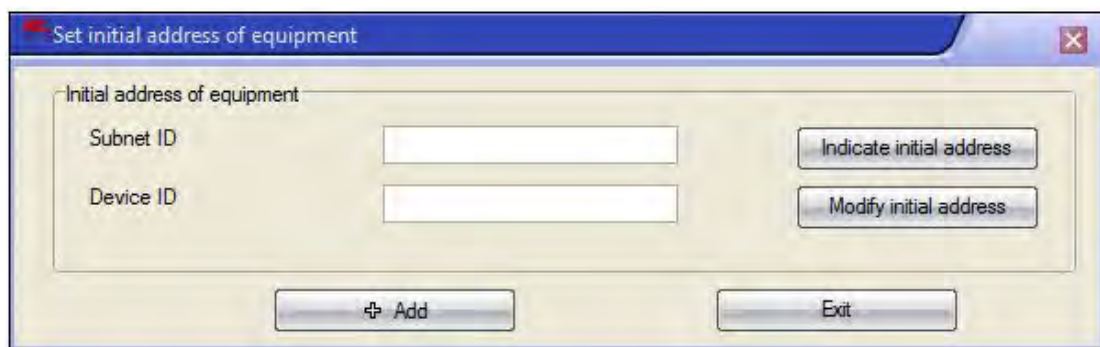 Set initial address of equipment
Initial address of equipment
Subnet ID
Indicate initial address
Device ID
Modify initial address
Add
Exit